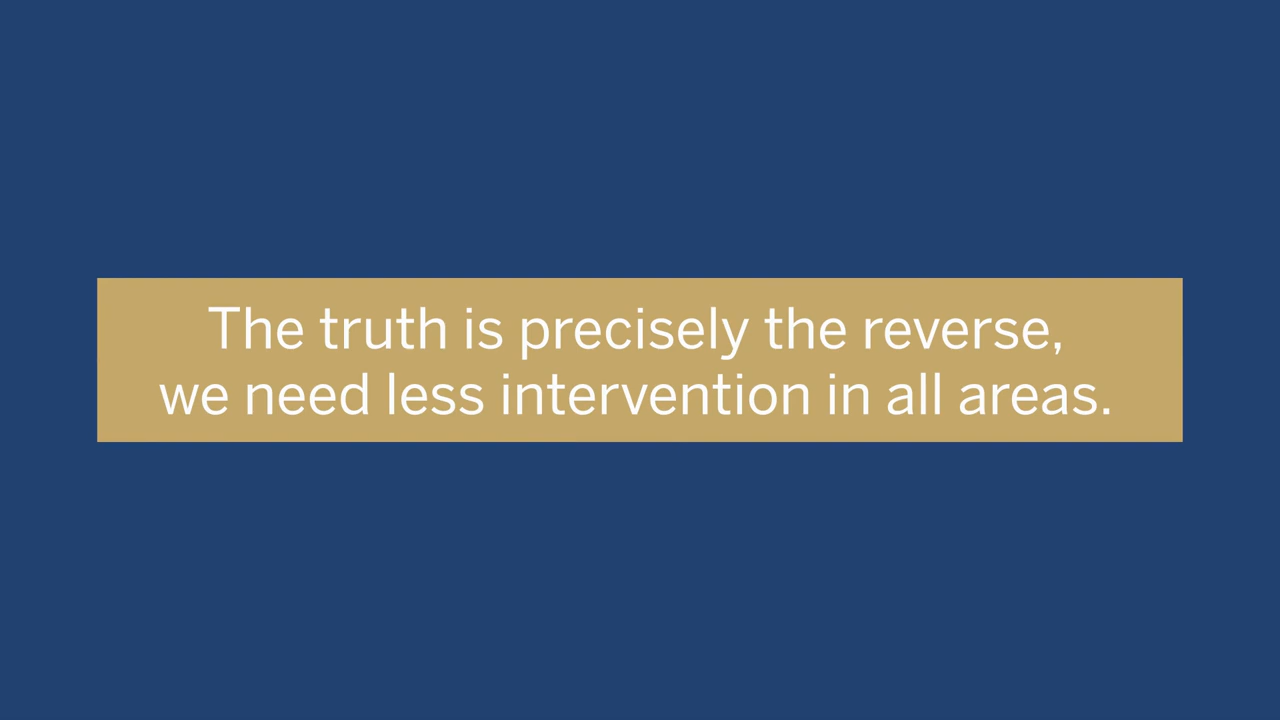 The truth is precisely the reverse,
we need less intervention in all areas.